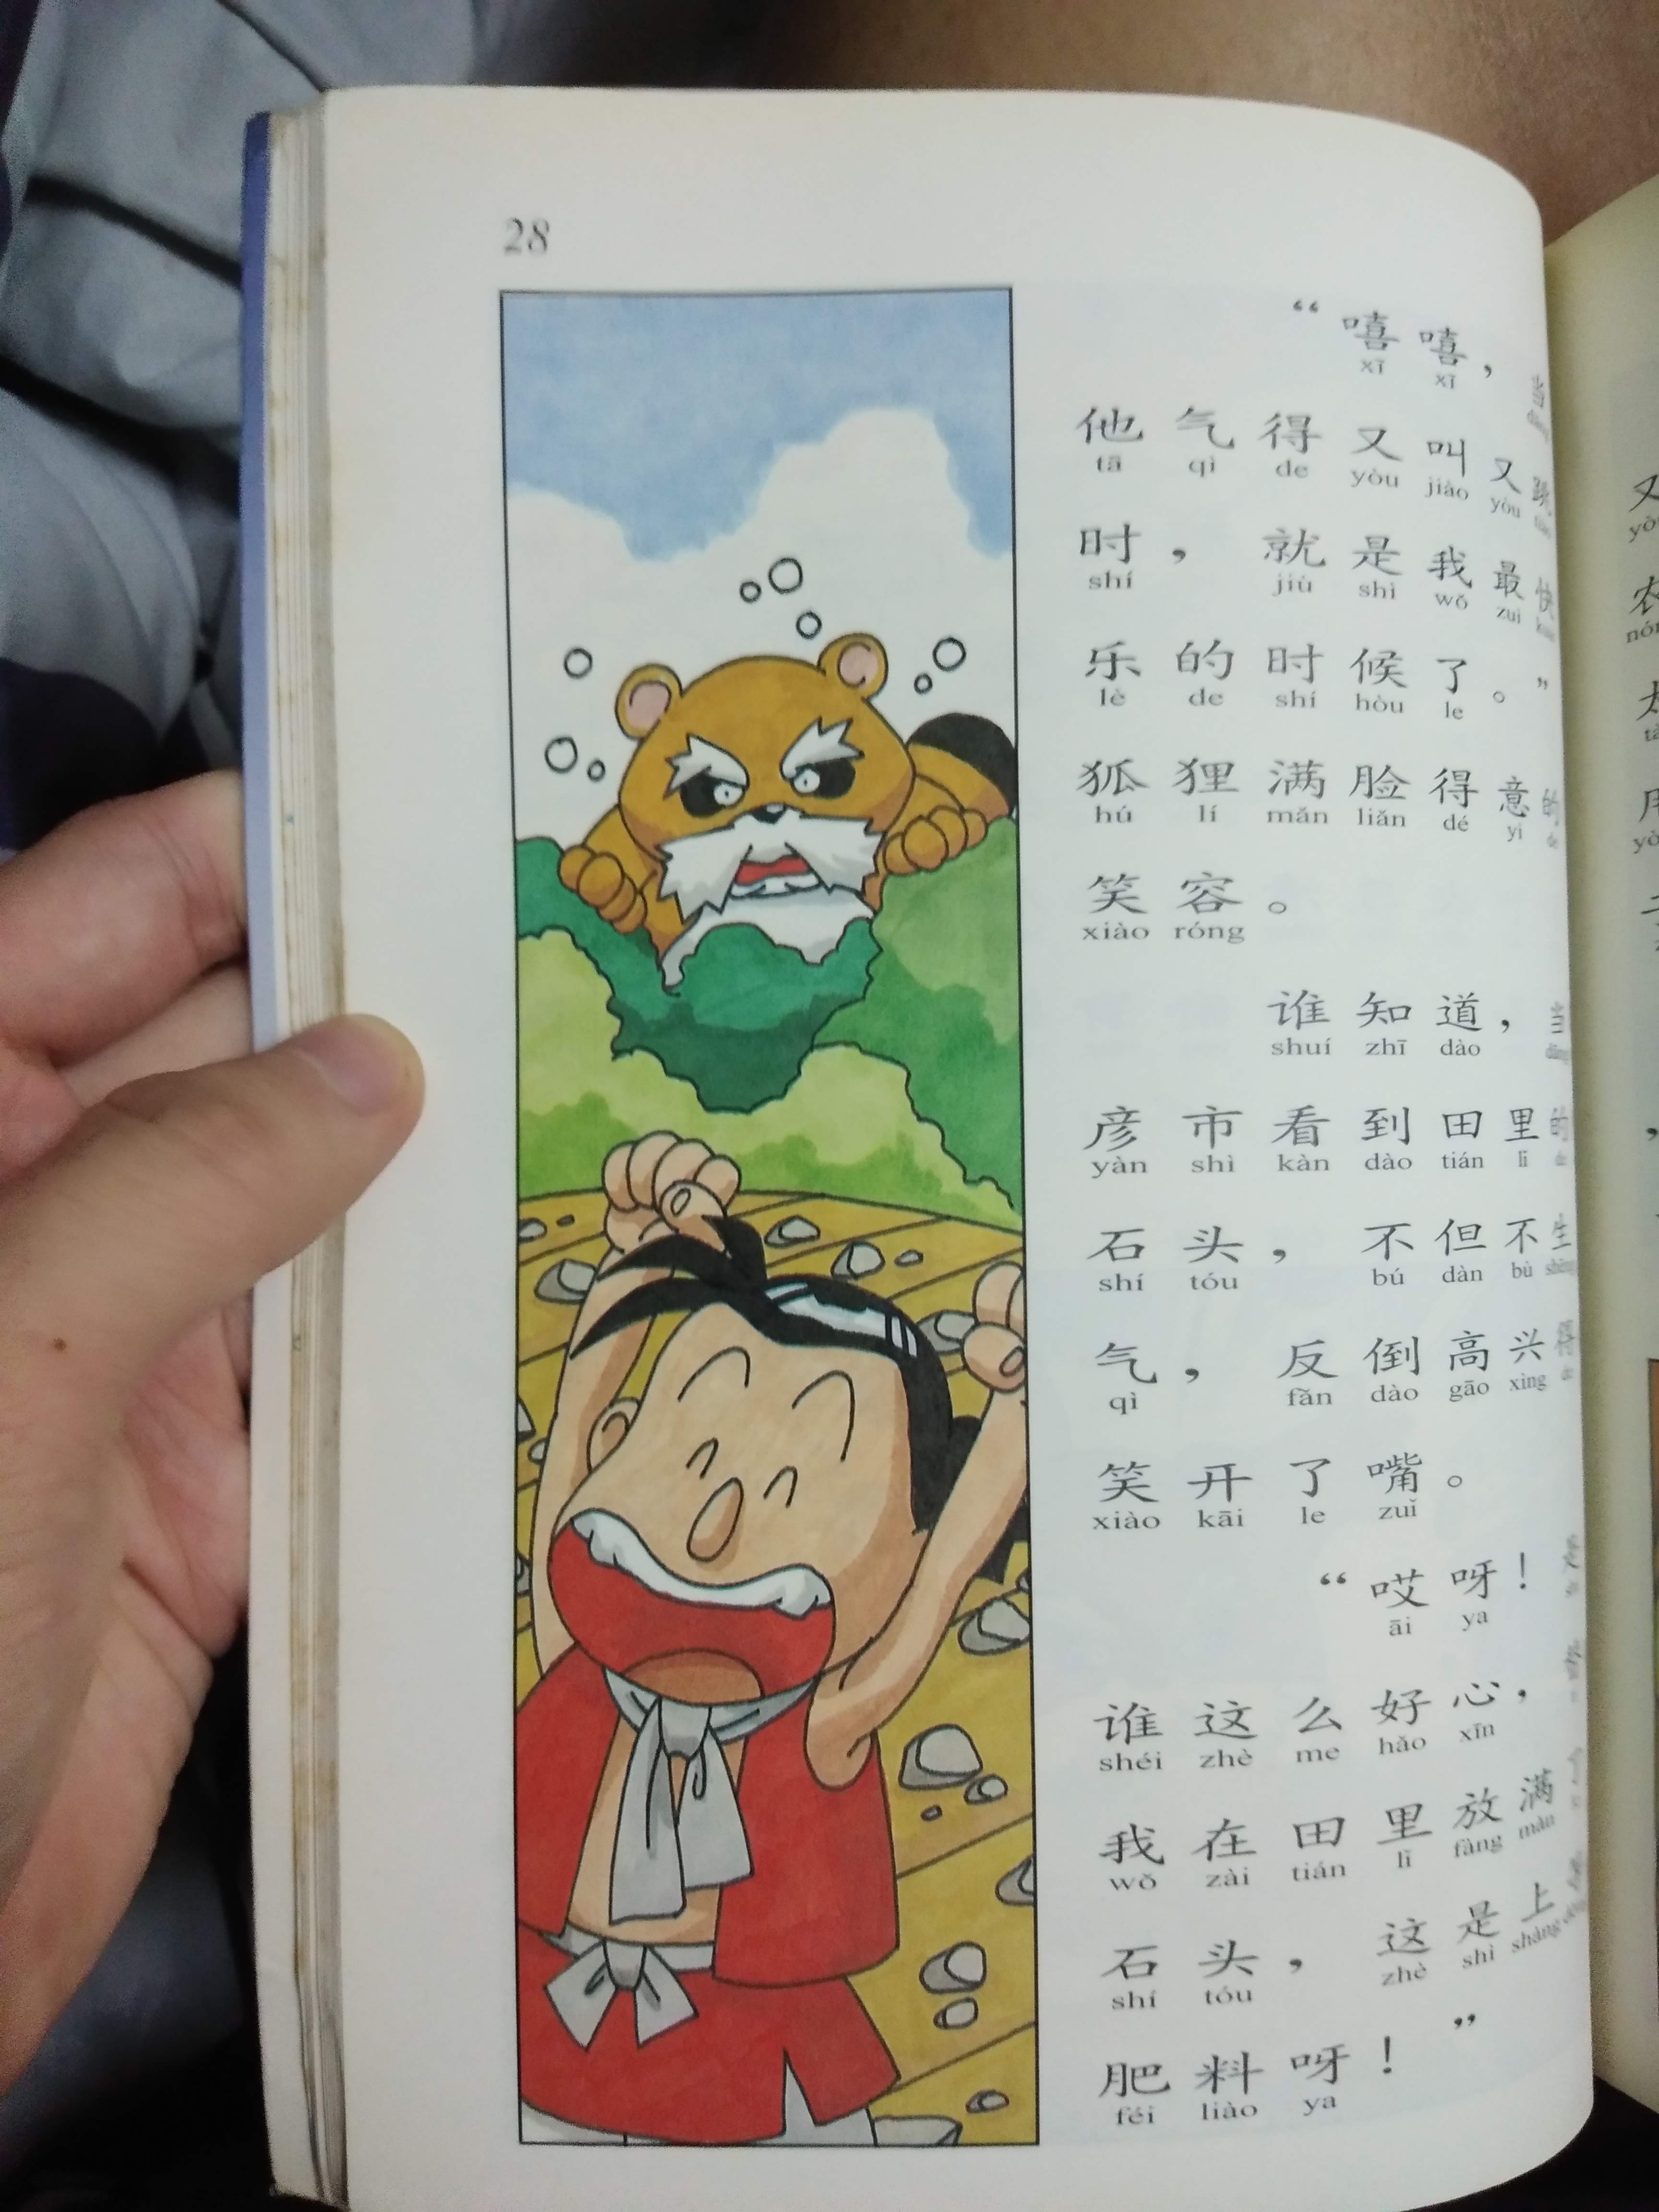 28
“嘻嘻，当
xī xī
他气得又叫又跳
tā qì de yòu jiào yòu
时，就是我最快
shí jiù shì wǒ zuì
乐的时候了。”
lè de shí hòu le
狐狸满脸得意的
hú lí mǎn liǎn dé yì de
笑容。
xiào róng
谁知道，当
shuí zhī dào
彦市看到田里的
yàn shì kàn dào tián lǐ de
石头，不但不生
shí tóu bú dàn bù shēng
气，反倒高兴得
qì fǎn dào gāo xìng
笑开了嘴。
xiào kāi le zuǐ
“哎呀！
āi ya
谁这么好心，
shéi zhè me hǎo xīn
我在田里放满
wǒ zài tián lǐ fàng mǎn
石头，这是上
shí tóu zhè shì shàng
肥料呀！”
féi liào ya
又
农